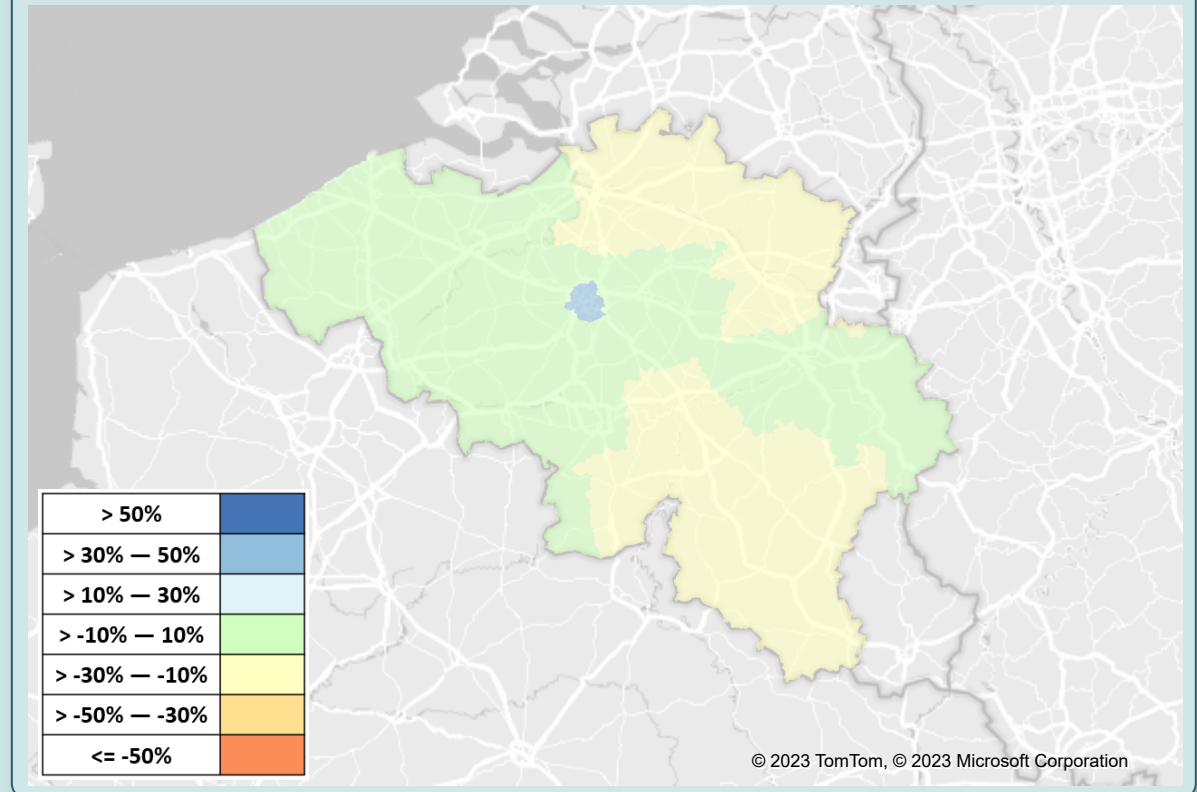 > 50%
> 30% — 50%
> 10% — 30%
> -10% — 10%
> -30% — -10%
> -50% — -30%
<= -50%
© 2023 TomTom, © 2023 Microsoft Corporation